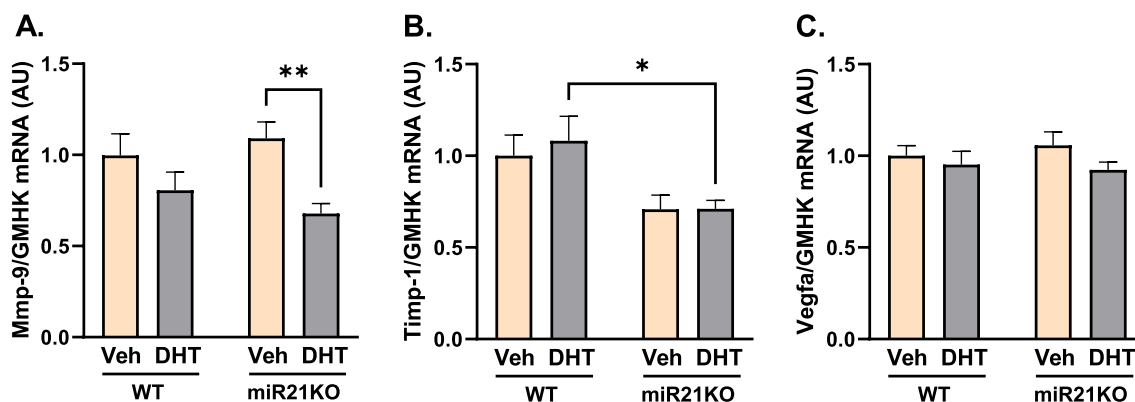 A.
Mmp-9/GMHK mRNA (AU)
1.5
1.0
0.5
0.0
**
Veh DHT Veh DHT
WT miR21KO
B.
Timp-1/GMHK mRNA (AU)
1.5
1.0
0.5
0.0
*
Veh DHT Veh DHT
WT miR21KO
C.
Vegfa/GMHK mRNA (AU)
1.5
1.0
0.5
0.0
Veh DHT Veh DHT
WT miR21KO